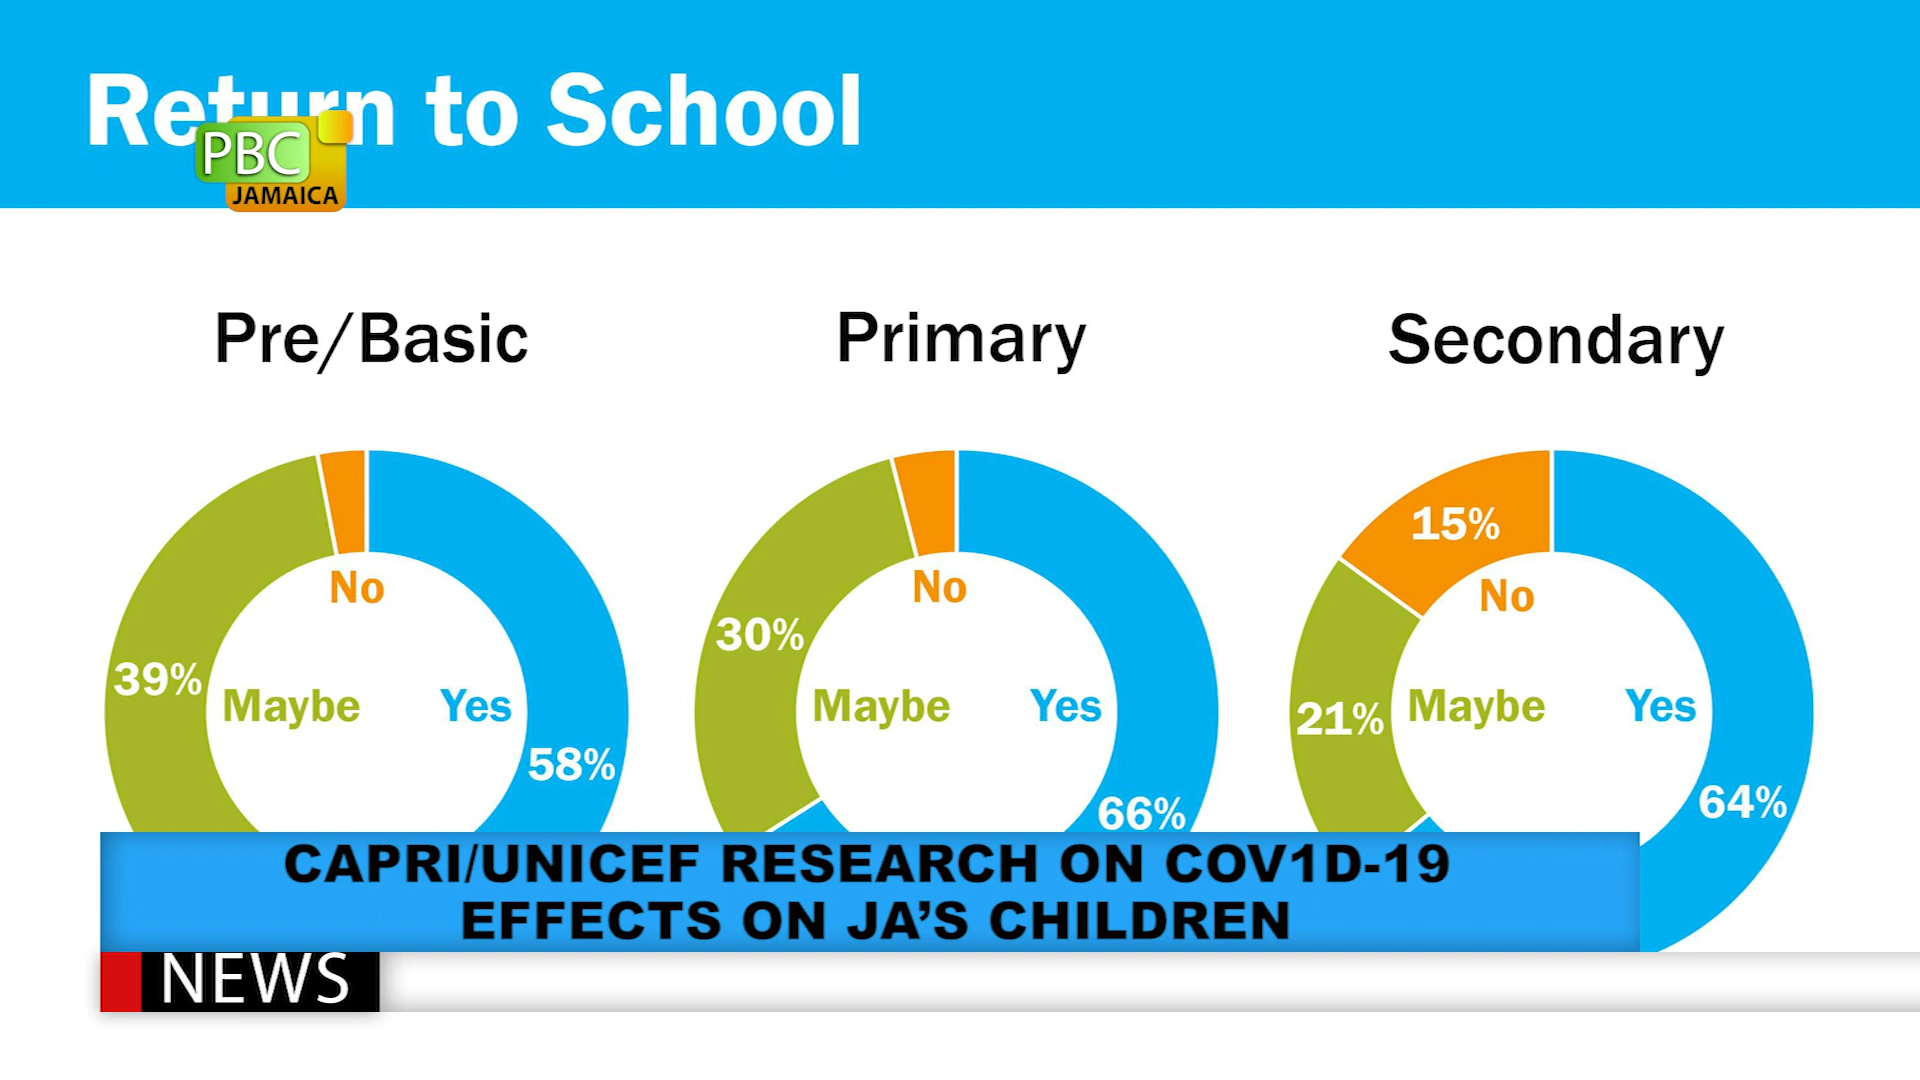 Return to School
PBC
JAMAICA
Pre/Basic
Primary
Secondary
No
39%
Maybe
Yes
58%
No
30%
Maybe
Yes
66%
15%
No
21%
Maybe
Yes
64%
CAPRI/UNICEF RESEARCH ON COV1D-19
EFFECTS ON JA’S CHILDREN
NEWS